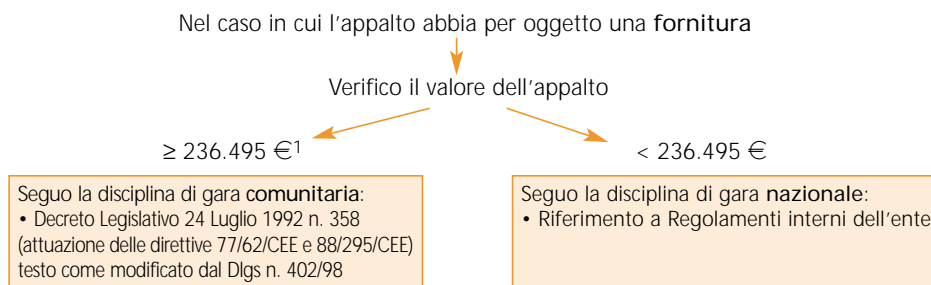 Nel caso in cui l'appalto abbia per oggetto una fornitura
Verifico il valore dell'appalto
≥ 236.495 €1
< 236.495 €
Seguo la disciplina di gara comunitaria:
• Decreto Legislativo 24 Luglio 1992 n. 358
(attuazione delle direttive 77/62/CEE e 88/295/CEE)
testo come modificato dal Dlgs n. 402/98
Seguo la disciplina di gara nazionale:
• Riferimento a Regolamenti interni dell'ente